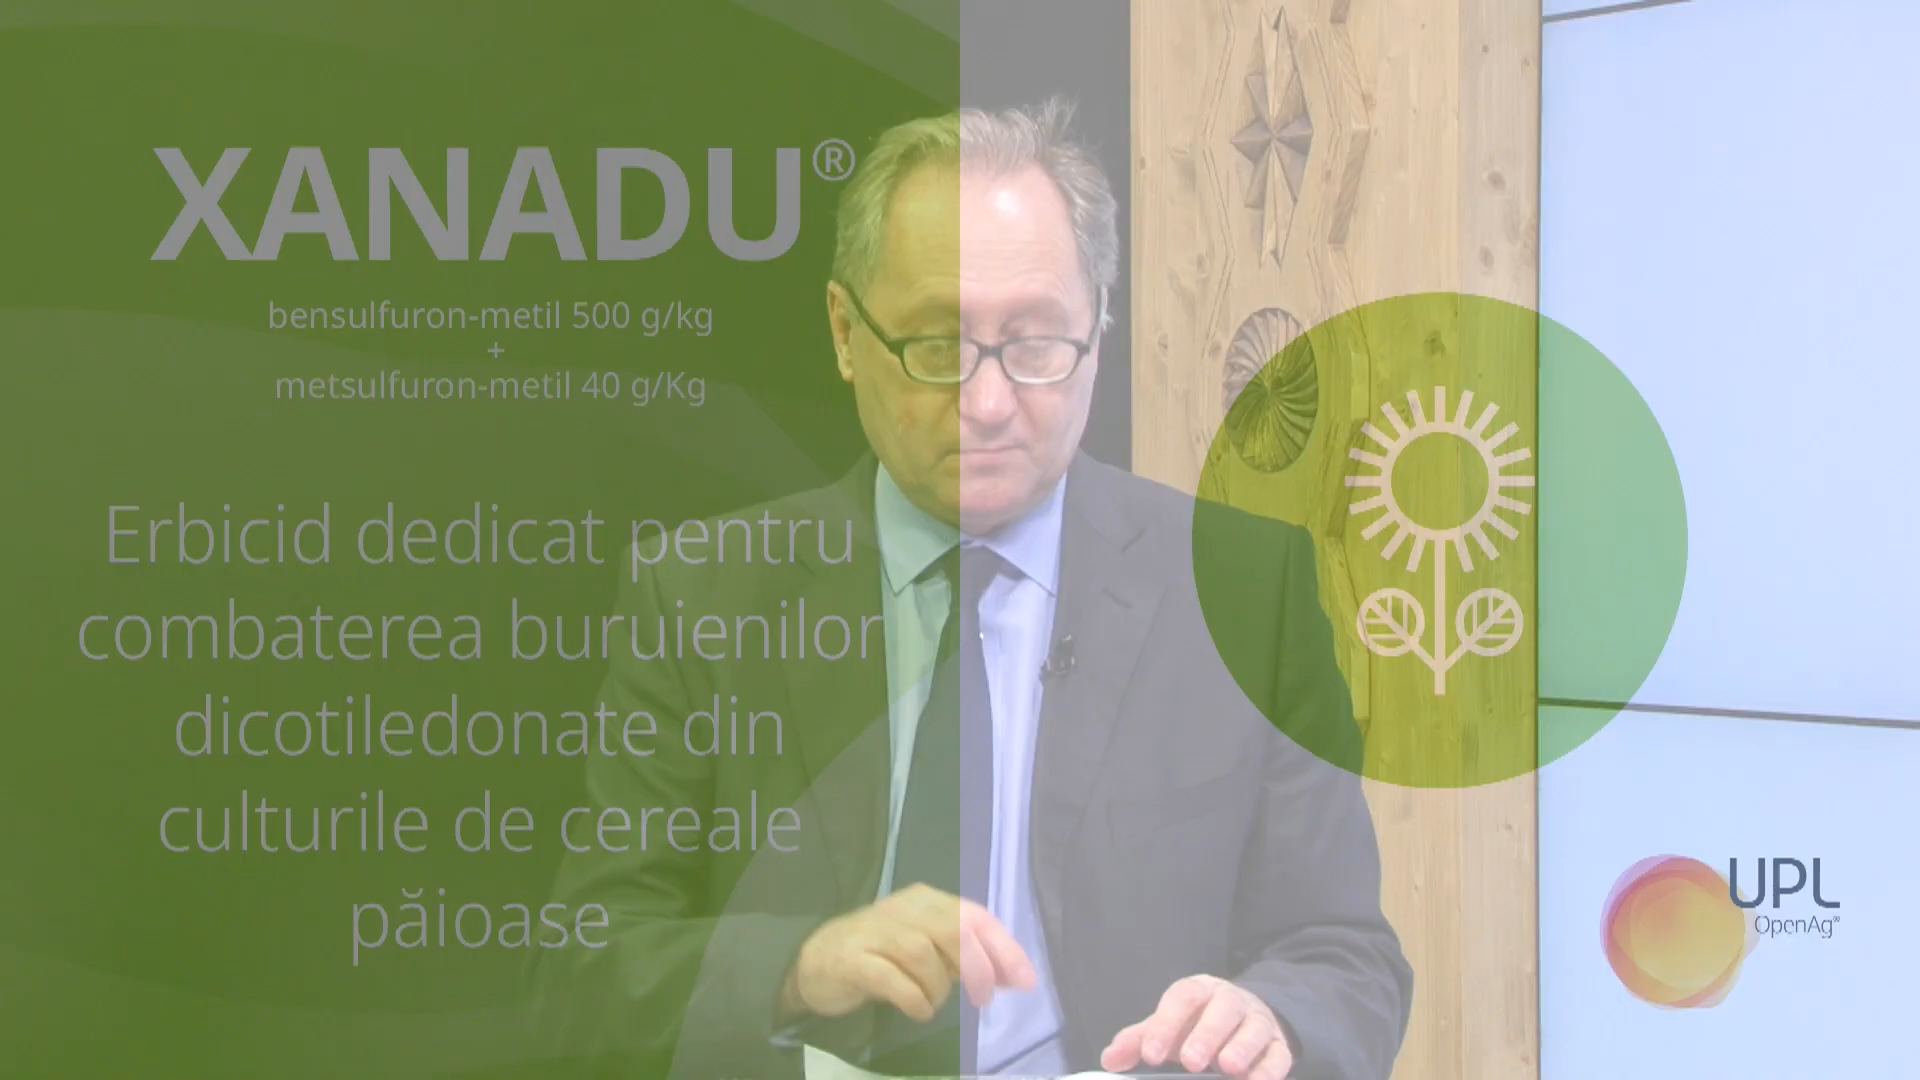 XANADU®
bensulfuron-metil 500 g/kg
+
metsulfuron-metil 40 g/Kg
Erbicid dedicat pentru
combaterea buruienilor
dicotiledonate din
culturile de cereale
păioase
UPL
OpenAg®